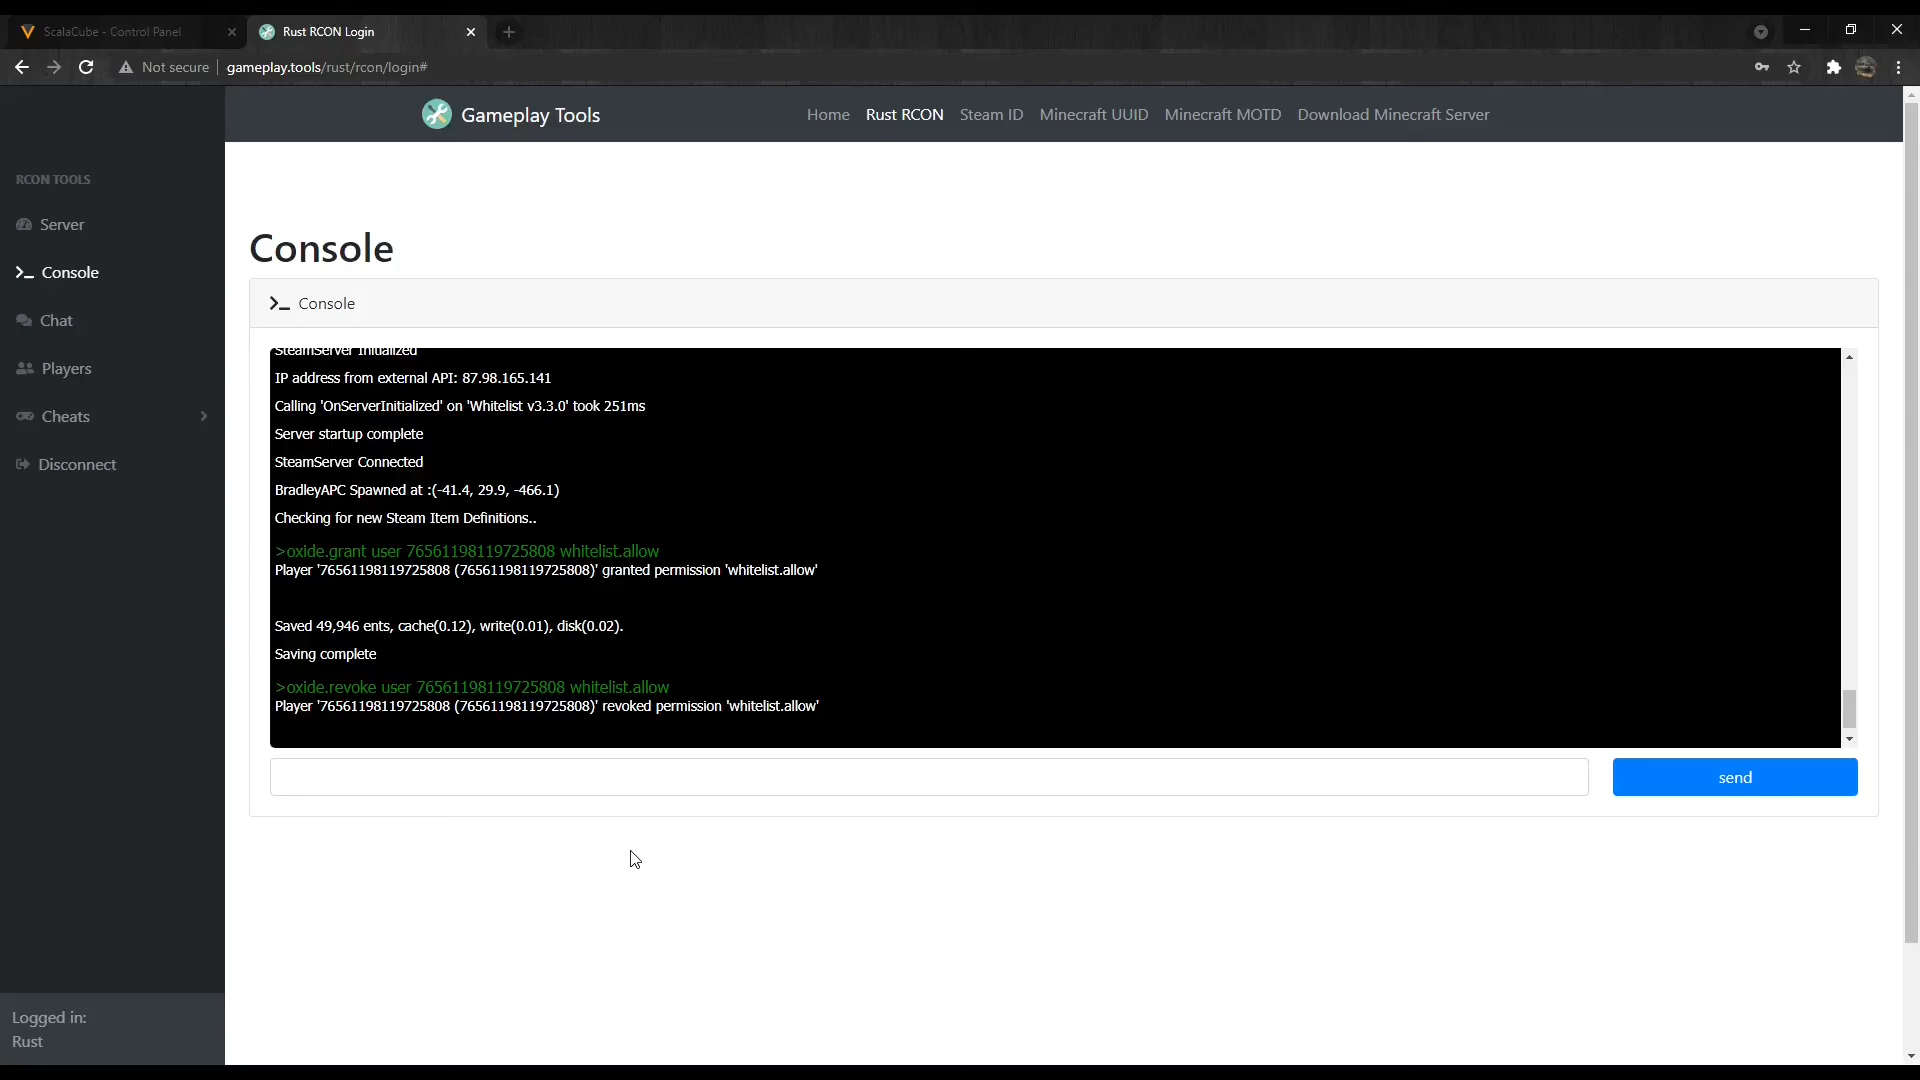 ScalaCube - Control Panel
Rust RCON Login
Not secure
gameplay.tools/rust/rcon/login#
Gameplay Tools
Home
Rust RCON
Steam ID
Minecraft UUID
Minecraft MOTD
Download Minecraft Server
RCON TOOLS
Server
Console
Chat
Players
Cheats
Disconnect
Logged in:
Rust
Console
Console
SteamServer Initialized
IP address from external API: 87.98.165.141
Calling 'OnServerInitialized' on 'Whitelist v3.3.0' took 251ms
Server startup complete
SteamServer Connected
BradleyAPC Spawned at :(-41.4, 29.9, -466.1)
Checking for new Steam Item Definitions..
>oxide.grant user 76561198119725808 whitelist.allow
Player '76561198119725808 (76561198119725808)' granted permission 'whitelist.allow'
Saved 49,946 ents, cache(0.12), write(0.01), disk(0.02).
Saving complete
>oxide.revoke user 76561198119725808 whitelist.allow
Player '76561198119725808 (76561198119725808)' revoked permission 'whitelist.allow'
send